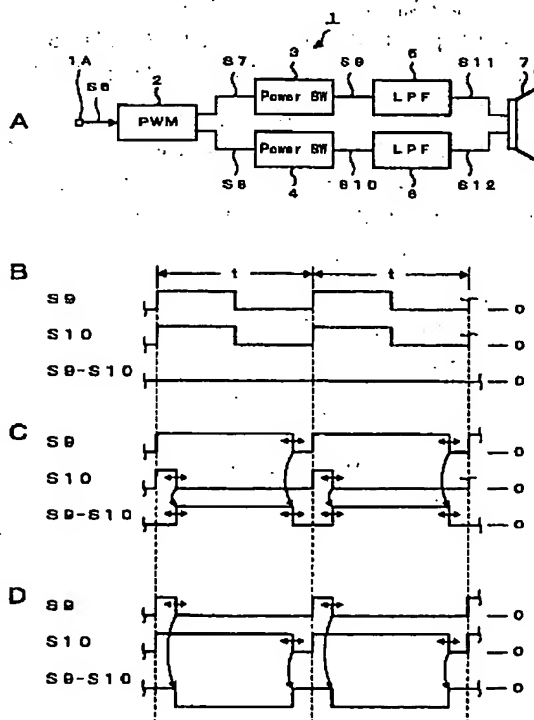 1
1A S6 2 S7 3 S9 5 S11 7
A PWM Power SW LPF
Power SW LPF
S8 4 S10 6 S12
B t t
S9 0
S10 0
S9-S10 0
C S9 0
S10 0
S9-S10 0
D S9 0
S10 0
S9-S10 0